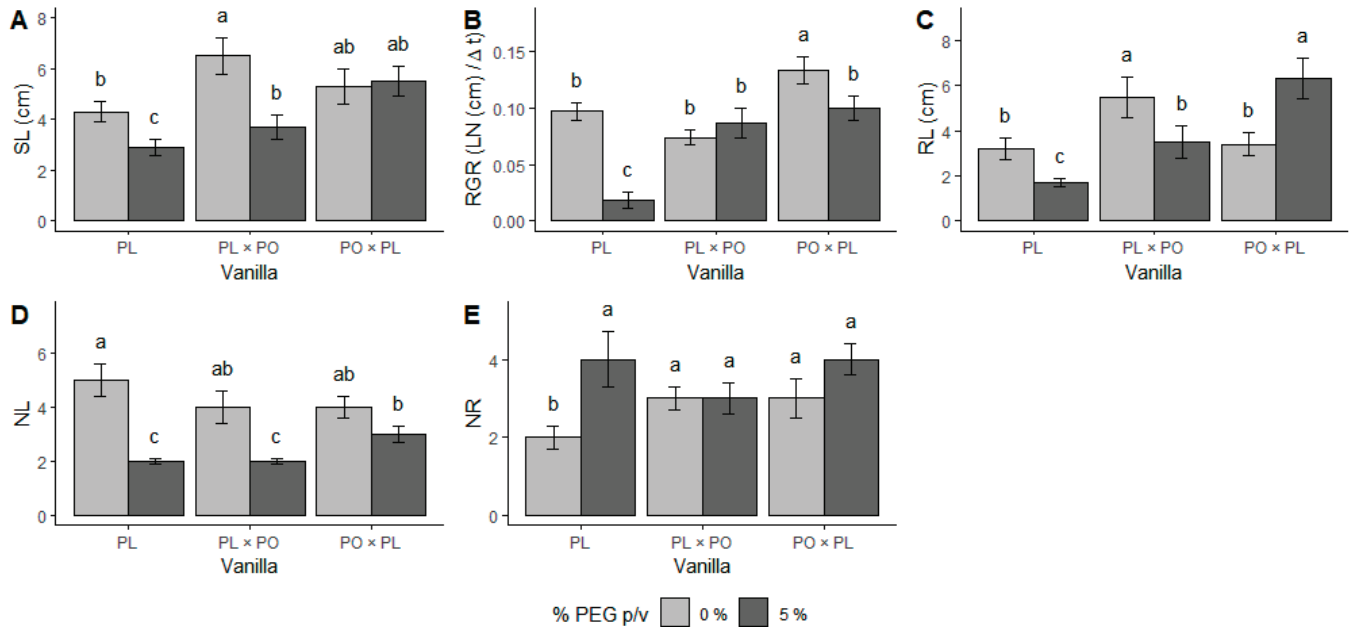 A
SL (cm)
8
6
4
2
0
b
c
a
b
ab
ab
PL
PL × PO
PO × PL
Vanilla
B
RGR (LN (cm) / Δ t)
0.15
0.10
0.05
0.00
b
c
b
b
a
b
PL
PL × PO
PO × PL
Vanilla
C
RL (cm)
8
6
4
2
0
b
c
a
b
b
a
PL
PL × PO
PO × PL
Vanilla
D
NL
6
4
2
0
a
c
ab
c
ab
b
PL
PL × PO
PO × PL
Vanilla
E
NR
4
2
0
b
a
a
a
a
a
PL
PL × PO
PO × PL
Vanilla
% PEG p/v 0 % 5 %